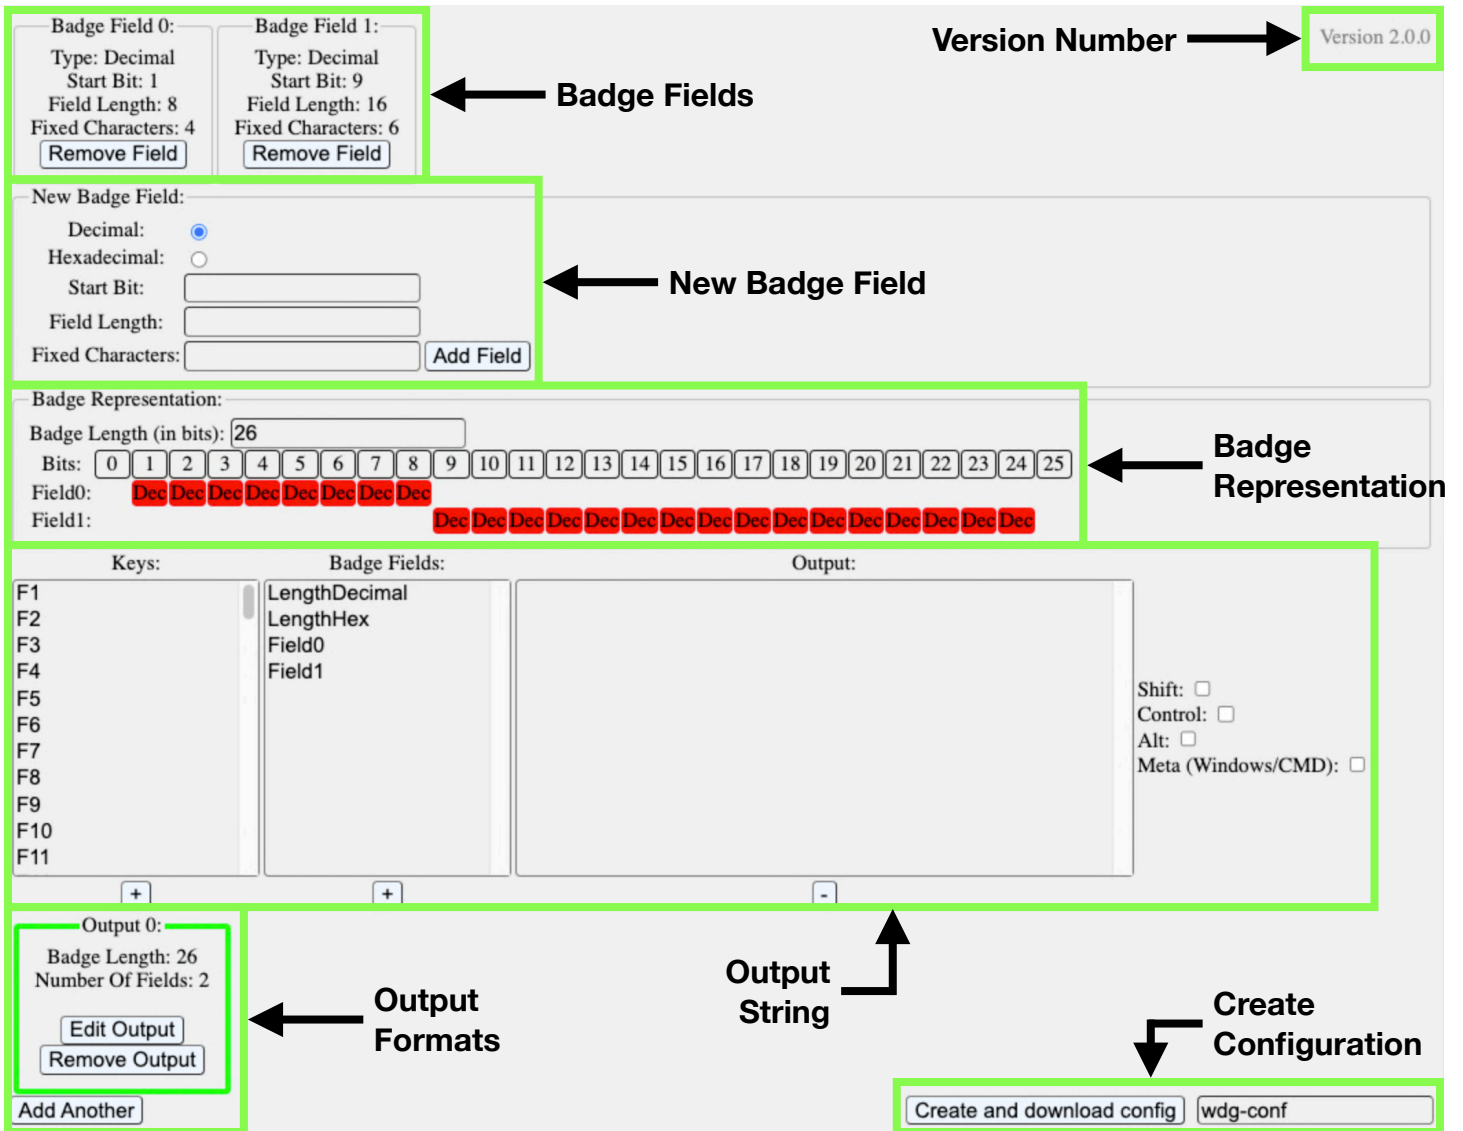 Badge Field 0:
Type: Decimal
Start Bit: 1
Field Length: 8
Fixed Characters: 4
Remove Field
Badge Field 1:
Type: Decimal
Start Bit: 9
Field Length: 16
Fixed Characters: 6
Remove Field
Badge Fields
Version Number
Version 2.0.0
New Badge Field:
Decimal:
Hexadecimal:
Start Bit:
Field Length:
Fixed Characters:
Add Field
New Badge Field
Badge Representation:
Badge Length (in bits): 26
Bits: 0 1 2 3 4 5 6 7 8 9 10 11 12 13 14 15 16 17 18 19 20 21 22 23 24 25
Field0: Dec Dec Dec Dec Dec Dec Dec Dec
Field1: Dec Dec Dec Dec Dec Dec Dec Dec Dec Dec Dec Dec Dec Dec Dec Dec
Badge
Representation
Keys:
F1
F2
F3
F4
F5
F6
F7
F8
F9
F10
F11
+
Badge Fields:
LengthDecimal
LengthHex
Field0
Field1
+
Output:
-
Shift:
Control:
Alt:
Meta (Windows/CMD):
Output
String
Output 0:
Badge Length: 26
Number Of Fields: 2
Edit Output
Remove Output
Add Another
Output
Formats
Create
Configuration
Create and download config
wdg-conf